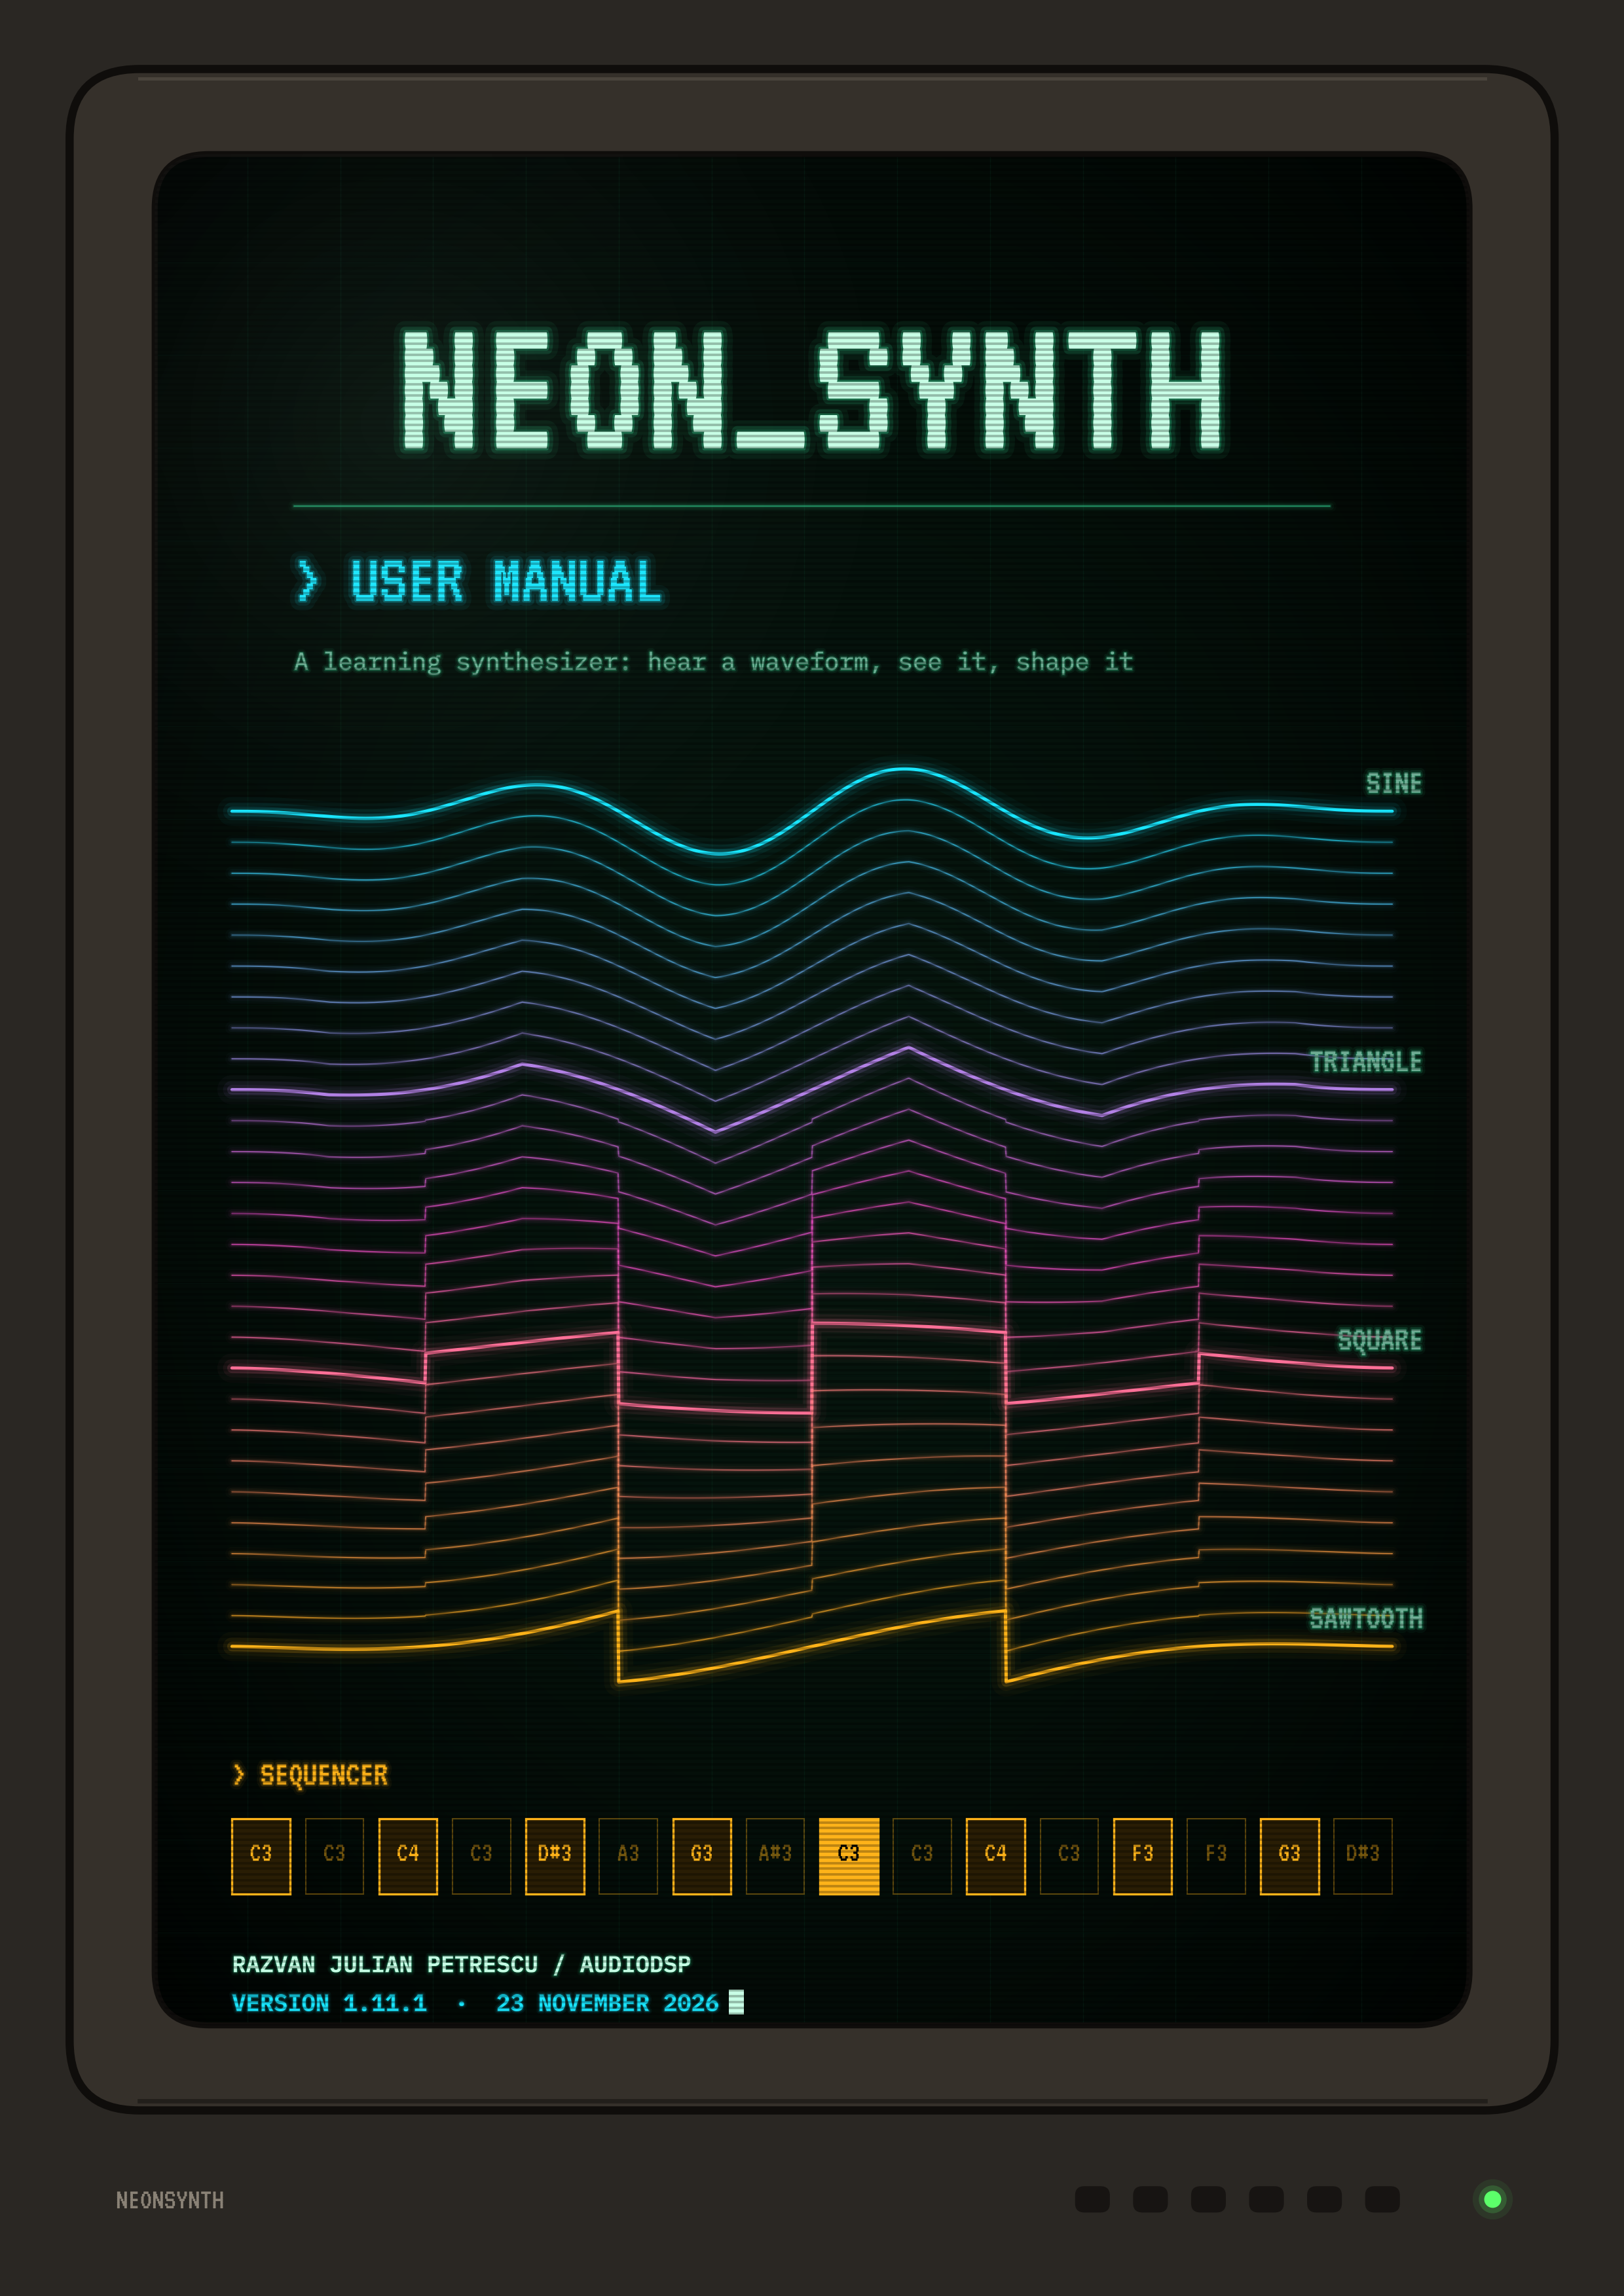 NEON_SYNTH
❯ USER MANUAL
A learning synthesizer: hear a waveform, see it, shape it
SINE
TRIANGLE
SQUARE
SAWTOOTH
❯ SEQUENCER
C3 C3 C4 C3 D#3 A3 G3 A#3 C3 C3 C4 C3 F3 F3 G3 D#3
RAZVAN JULIAN PETRESCU / AUDIODSP
VERSION 1.11.1 · 23 NOVEMBER 2026
NEONSYNTH